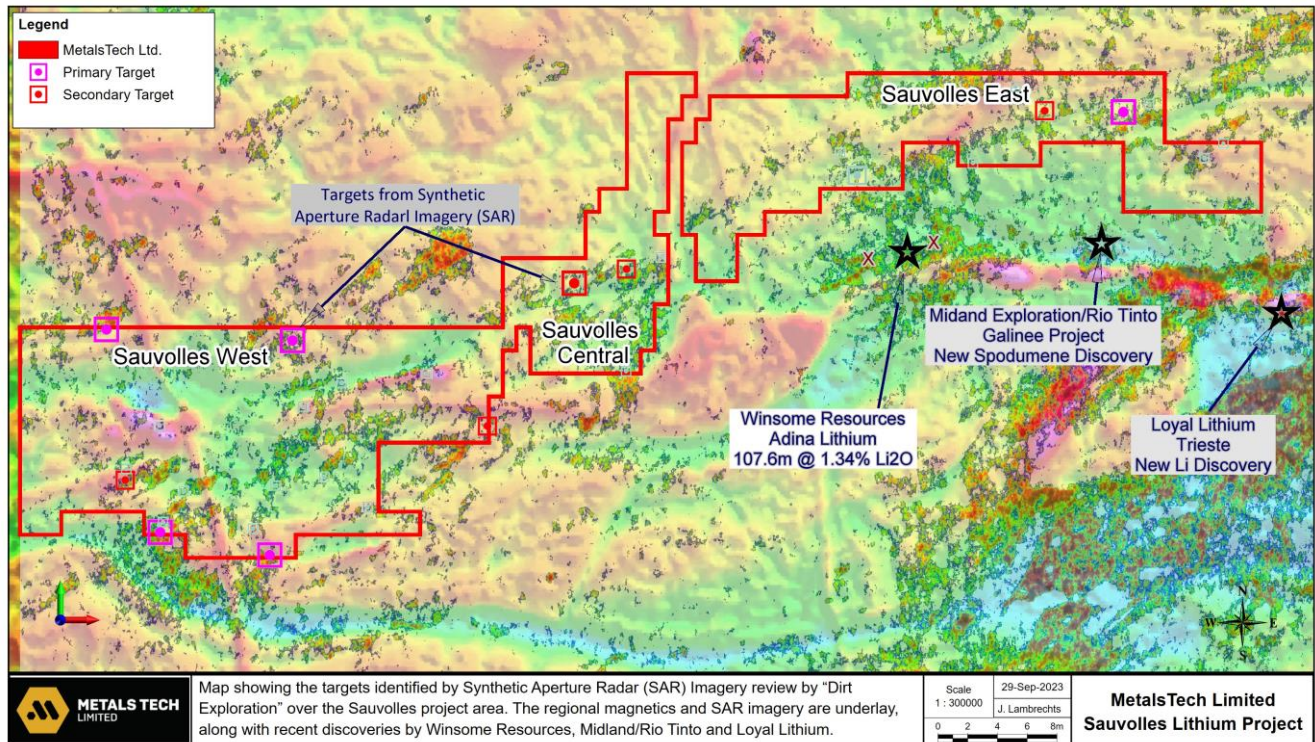 Legend
MetalsTech Ltd.
Primary Target
Secondary Target
Sauvolles East
Targets from Synthetic
Aperture Radarl Imagery (SAR)
X
X
Sauvolles West
Sauvolles
Central
Midand Exploration/Rio Tinto
Galinee Project
New Spodumene Discovery
Winsome Resources
Adina Lithium
107.6m @ 1.34% Li2O
Loyal Lithium
Trieste
New Li Discovery
N
W
E
S
METALS TECH
LIMITED
Map showing the targets identified by Synthetic Aperture Radar (SAR) Imagery review by "Dirt
Exploration" over the Sauvolles project area. The regional magnetics and SAR imagery are underlay,
along with recent discoveries by Winsome Resources, Midland/Rio Tinto and Loyal Lithium.
Scale
1 : 300000
29-Sep-2023
J. Lambrechts
0 2 4 6 8m
MetalsTech Limited
Sauvolles Lithium Project